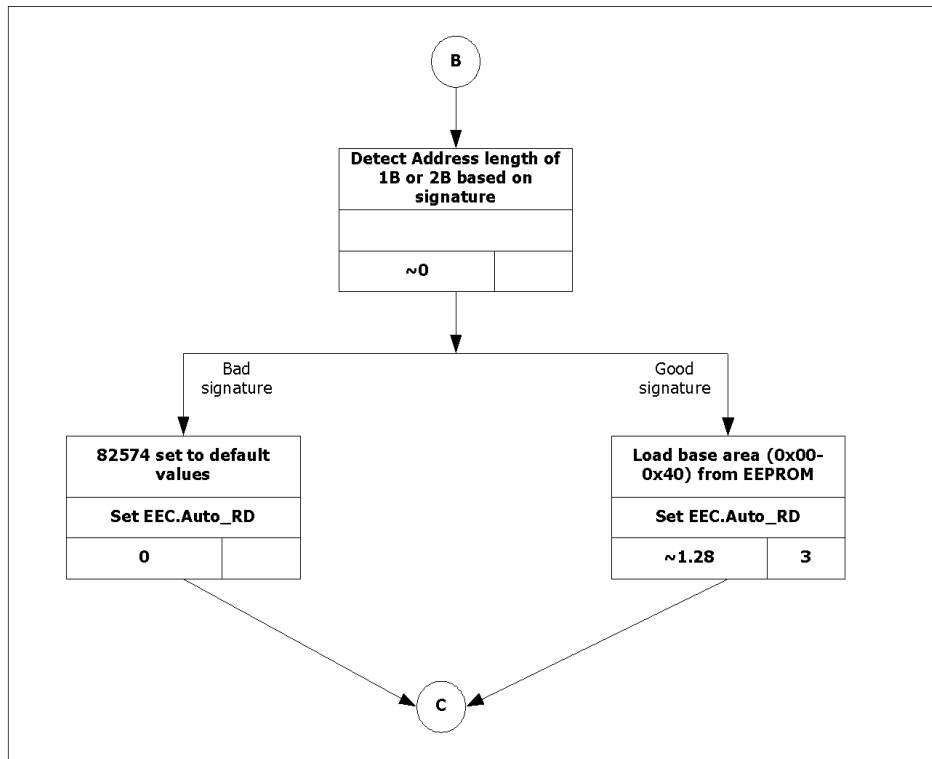 B
Detect Address length of
1B or 2B based on
signature
~0
Bad
signature
Good
signature
82574 set to default
values
Set EEC.Auto_RD
0
Load base area (0x00-
0x40) from EEPROM
Set EEC.Auto_RD
~1.28
3
C